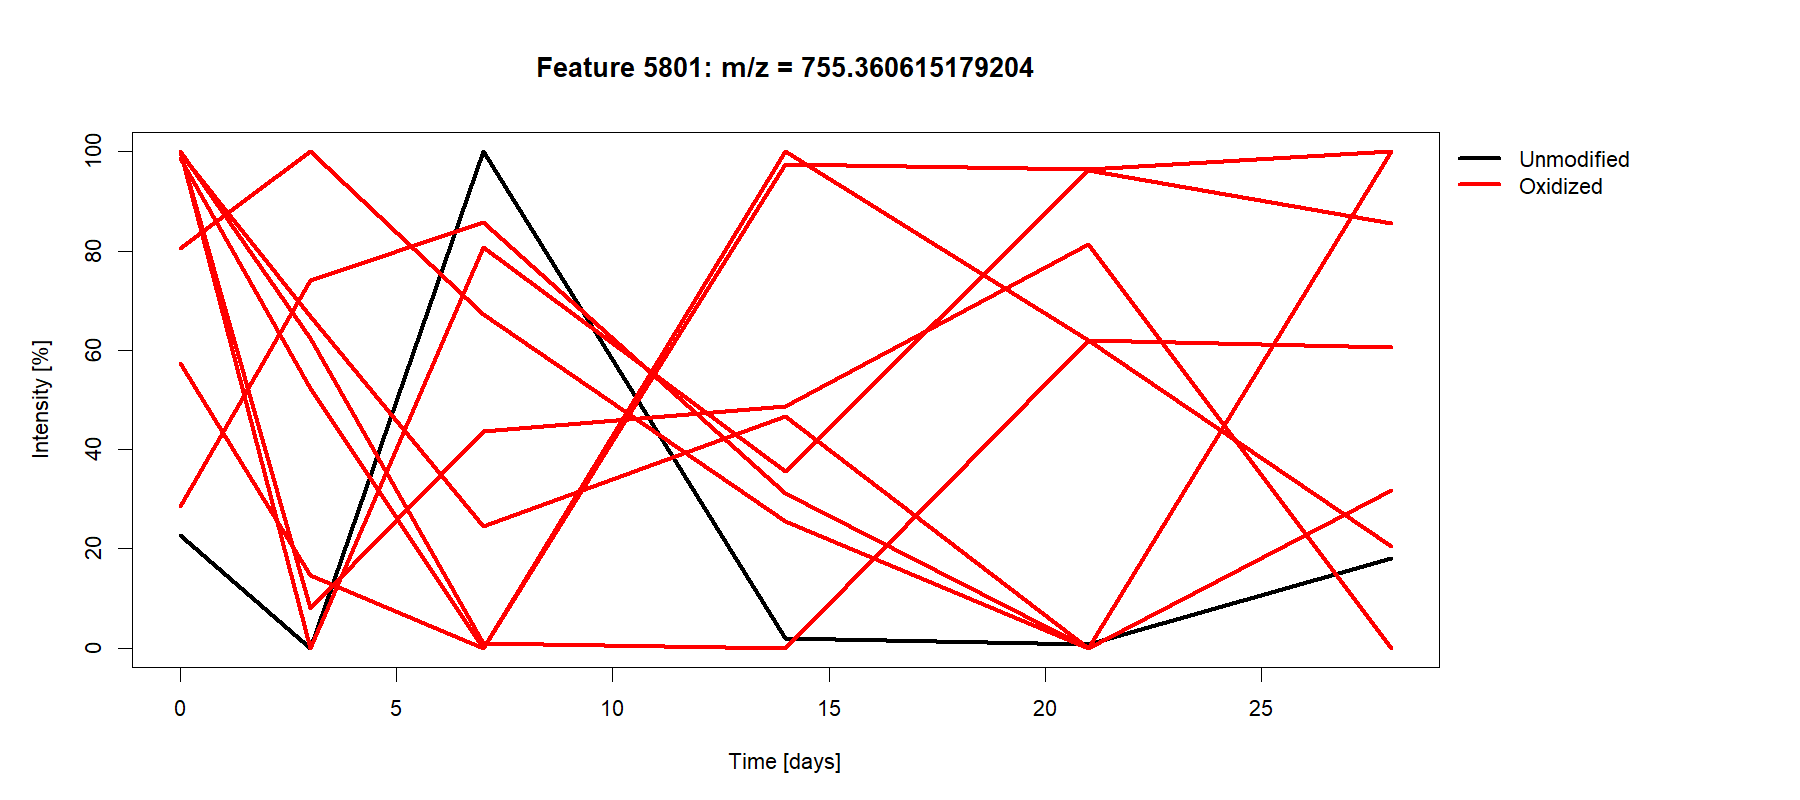 Feature 5801: m/z = 755.360615179204
100
80
60
40
20
0
Intensity [%]
0 5 10 15 20 25
Time [days]
Unmodified
Oxidized